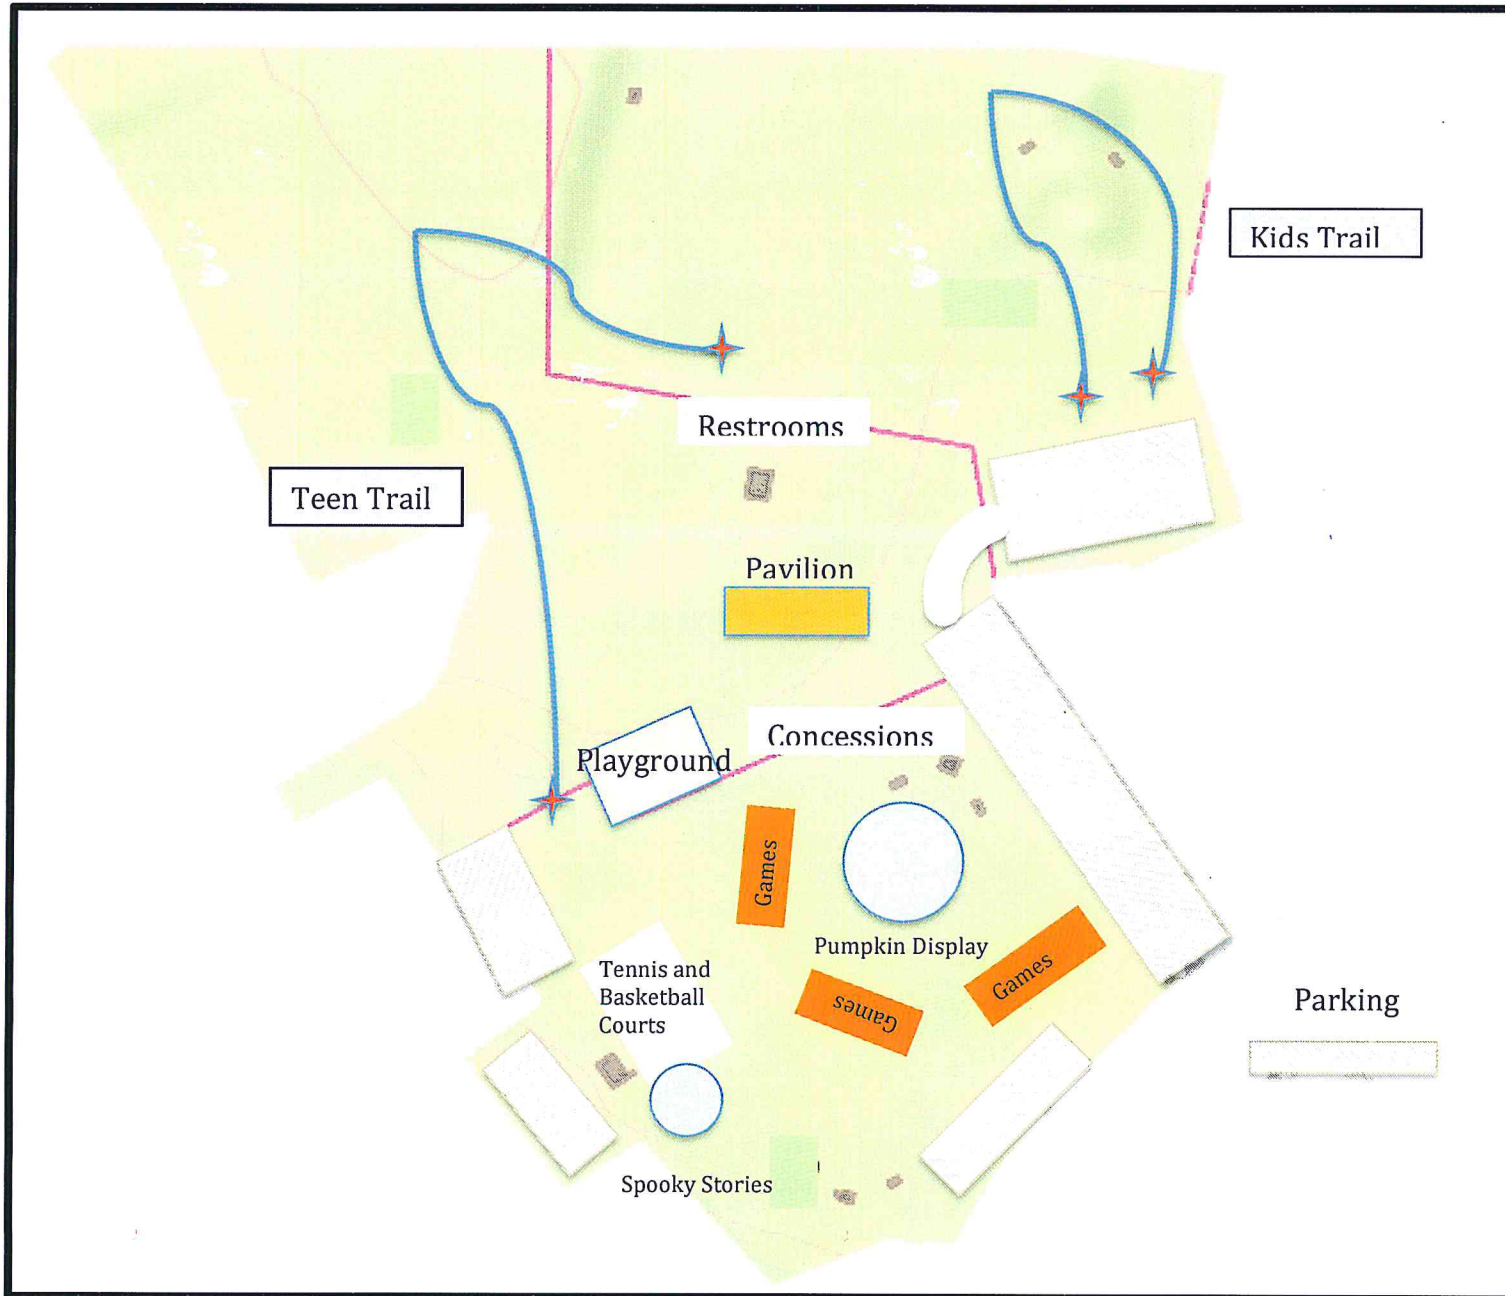 Kids Trail
Restrooms
Teen Trail
Pavilion
Concessions
Playground
Games
Pumpkin Display
Games
Games
Tennis and
Basketball
Courts
Parking
Spooky Stories